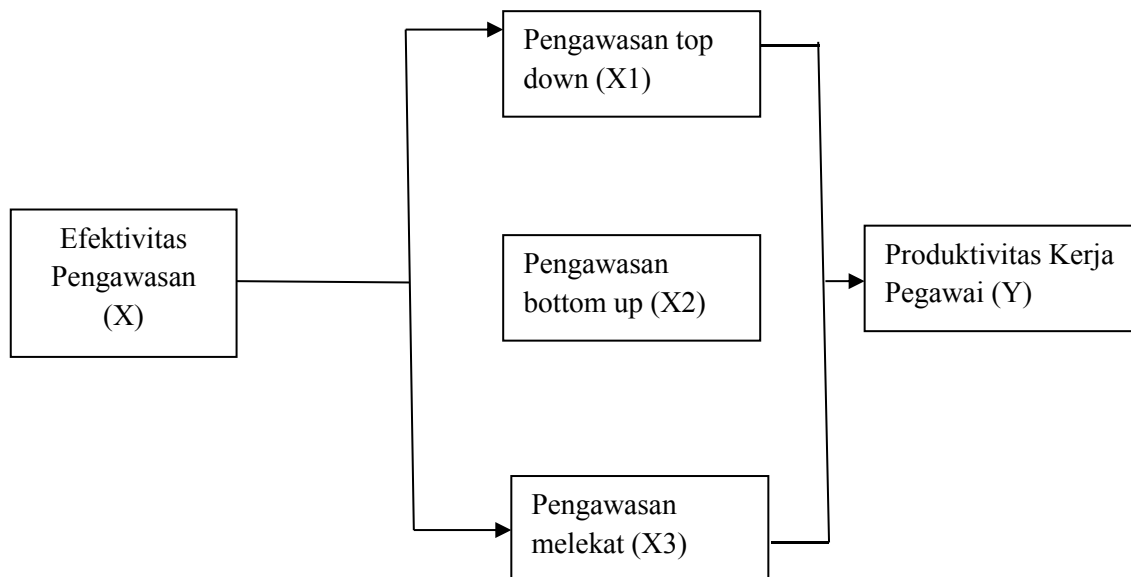 Efektivitas
Pengawasan
(X)
Pengawasan top
down (X1)
Pengawasan
bottom up (X2)
Pengawasan
melekat (X3)
Produktivitas Kerja
Pegawai (Y)